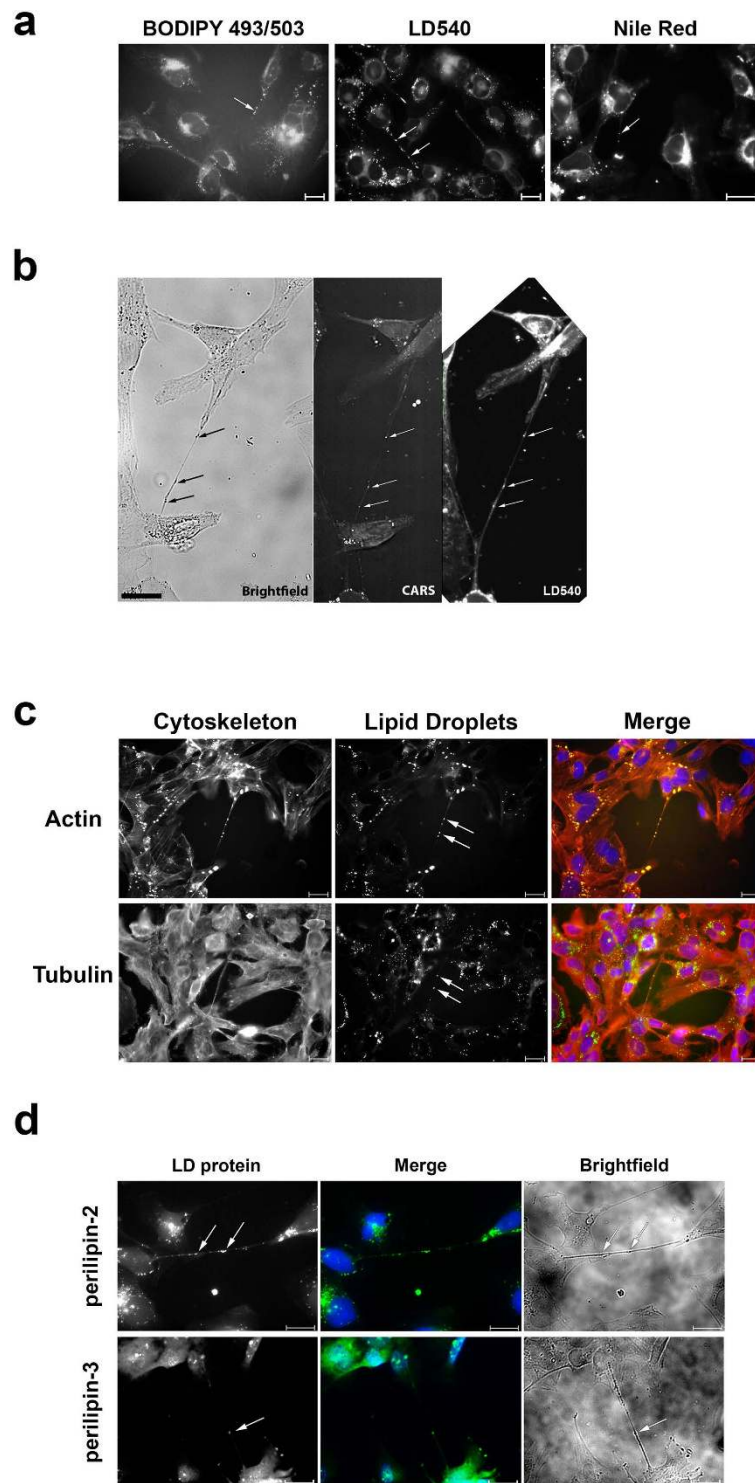 a
BODIPY 493/503 LD540 Nile Red
b
Brightfield CARS LD540
c
Cytoskeleton Lipid Droplets Merge
Actin
Tubulin
d
LD protein Merge Brightfield
perilipin-2
perilipin-3